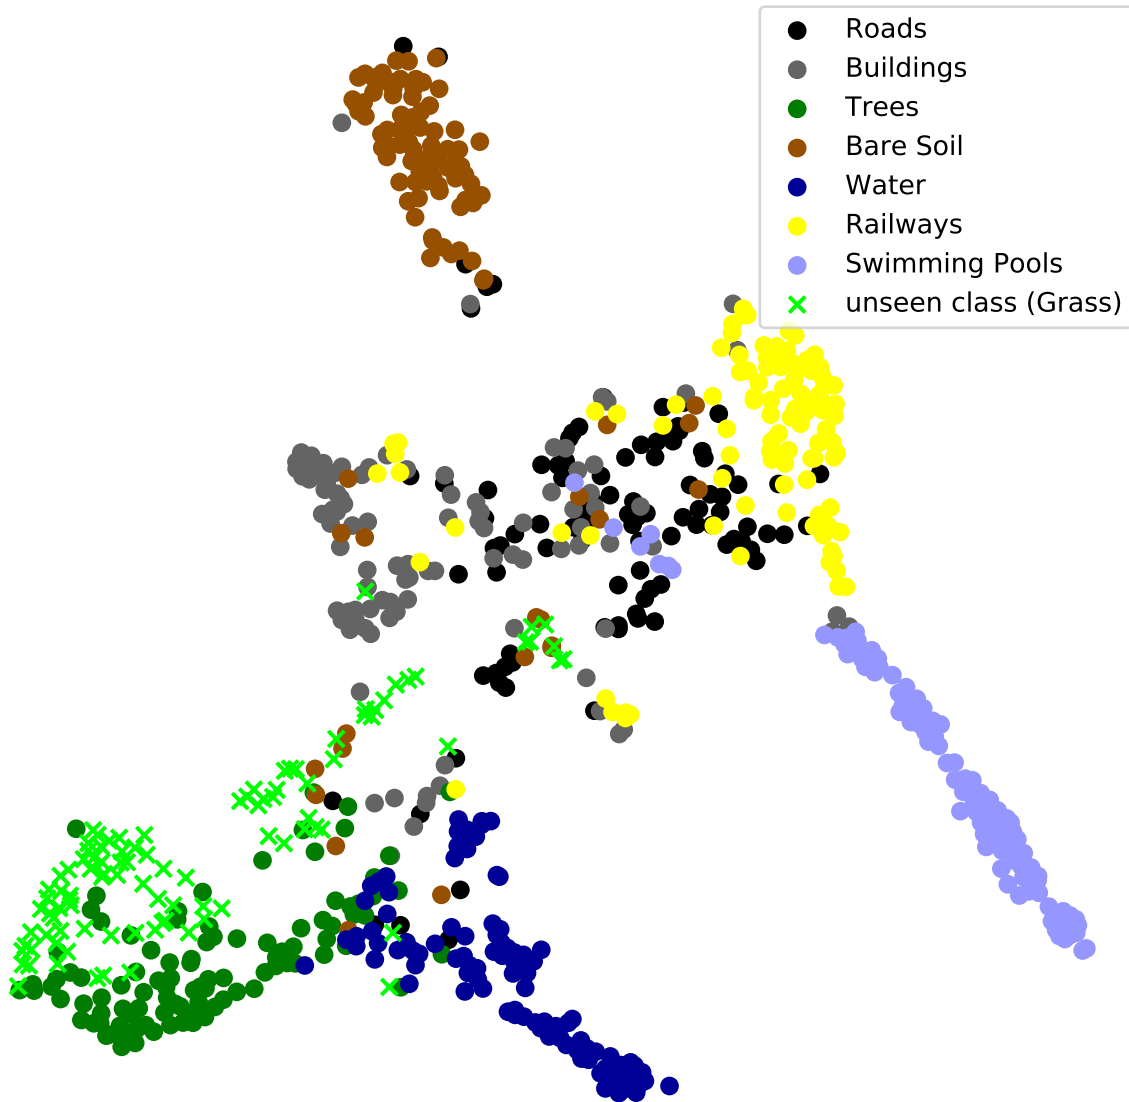 Roads
Buildings
Trees
Bare Soil
Water
Railways
Swimming Pools
unseen class (Grass)